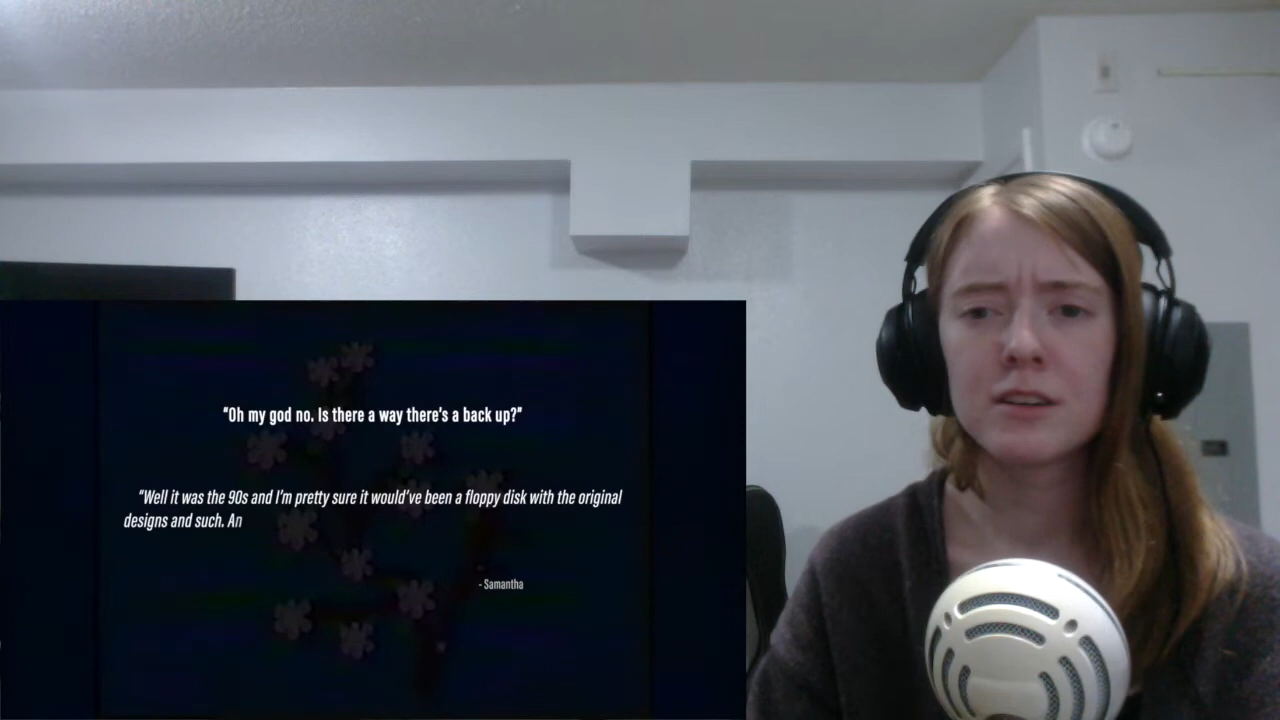 “Oh my god no. Is there a way there’s a back up?”
“Well it was the 90s and I’m pretty sure it would’ve been a floppy disk with the original
designs and such. An
- Samantha